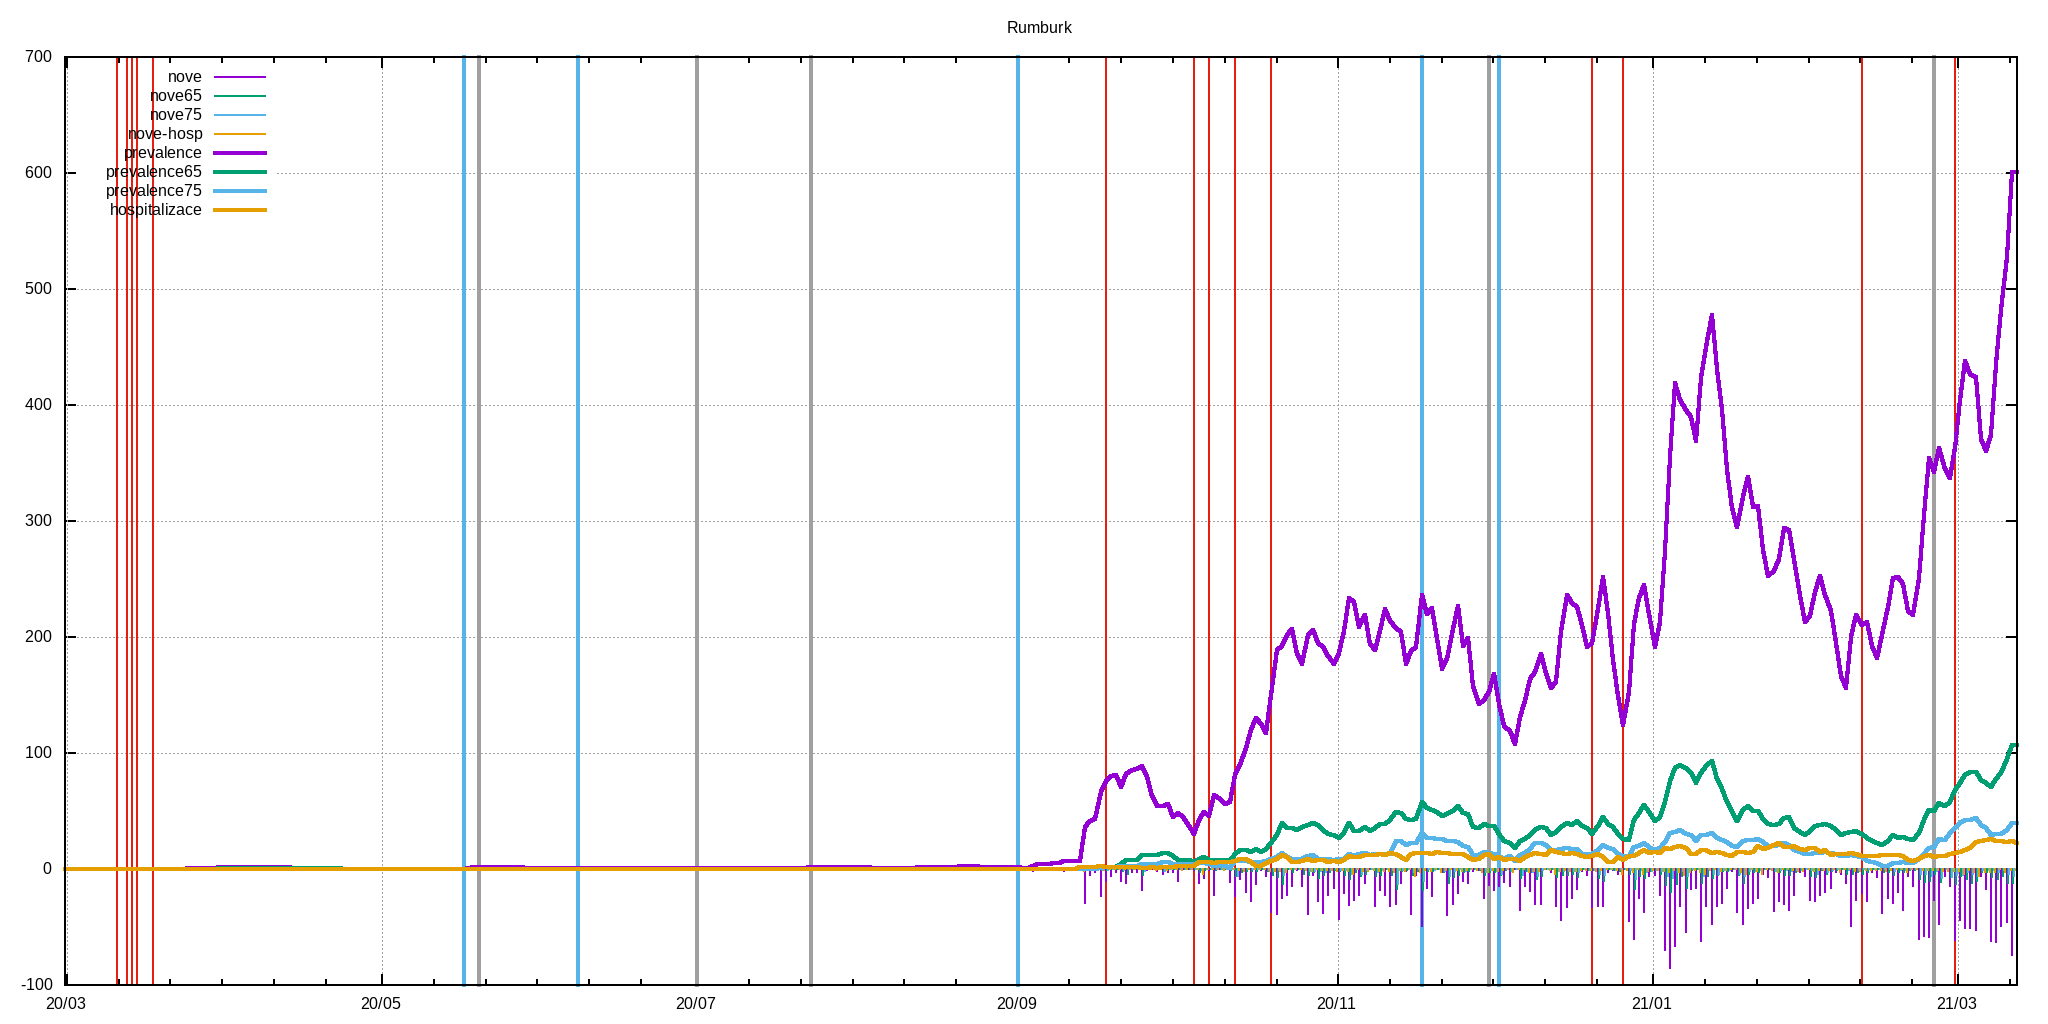 Rumburk
700
600
500
400
300
200
100
0
-100
nove
nove65
nove75
nove-hosp
prevalence
prevalence65
prevalence75
hospitalizace
20/03 20/05 20/07 20/09 20/11 21/01 21/03